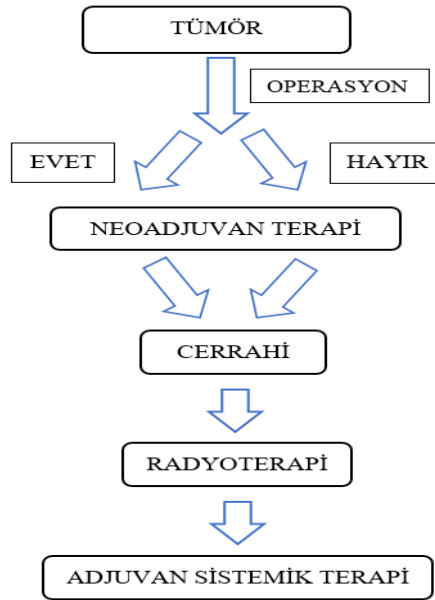 TÜMÖR
OPERASYON
EVET
HAYIR
NEOADJUVAN TERAPİ
CERRAHİ
RADYOTERAPİ
ADJUVAN SİSTEMİK TERAPİ